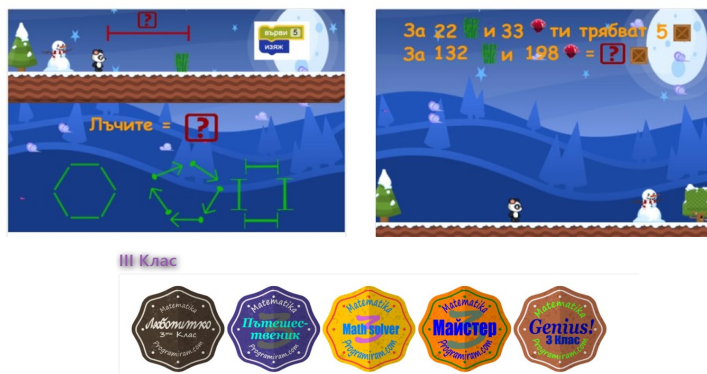 ?
върви 5
изяж
Лъчите = ?
За 22 и 33 ти трябват 5
За 132 и 198 = ?
III Клас
Matematika
Любопитко
3ти Клас
Programiram.com
Matematika
3
Пътешес-
твеник
Programiram.com
Matematika
3
Math solver
Programiram.com
Matematika
3
Майстер
Programiram.com
Matematika
Genius!
3 Клас
Programiram.com